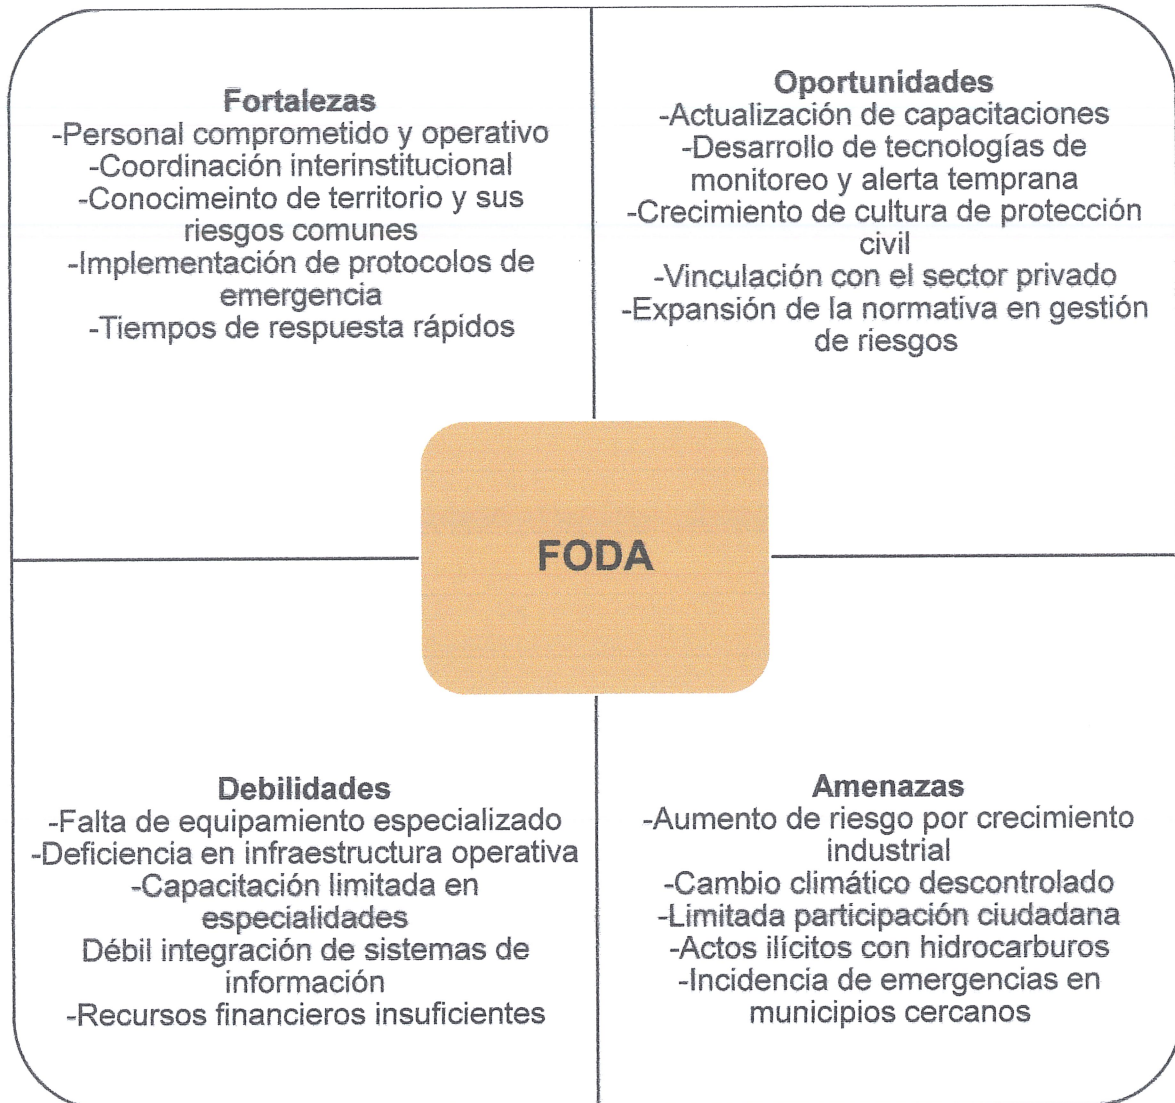 Fortalezas
-Personal comprometido y operativo
-Coordinación interinstitucional
-Conocimeinto de territorio y sus
riesgos comunes
-Implementación de protocolos de
emergencia
-Tiempos de respuesta rápidos
Oportunidades
-Actualización de capacitaciones
-Desarrollo de tecnologías de
monitoreo y alerta temprana
-Crecimiento de cultura de protección
civil
-Vinculación con el sector privado
-Expansión de la normativa en gestión
de riesgos
FODA
Debilidades
-Falta de equipamiento especializado
-Deficiencia en infraestructura operativa
-Capacitación limitada en
especialidades
Débil integración de sistemas de
información
-Recursos financieros insuficientes
Amenazas
-Aumento de riesgo por crecimiento
industrial
-Cambio climático descontrolado
-Limitada participación ciudadana
-Actos ilícitos con hidrocarburos
-Incidencia de emergencias en
municipios cercanos